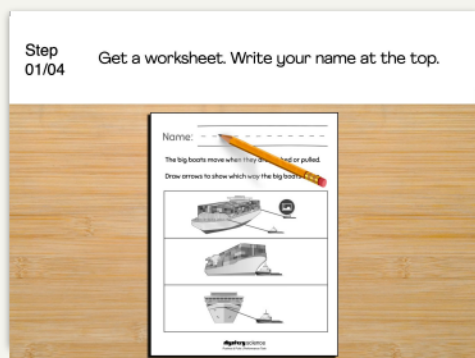 Step
01/04
Get a worksheet. Write your name at the top.
Name:
The big boats move when they are pushed or pulled.
Draw arrows to show which way the big boats
mystery science